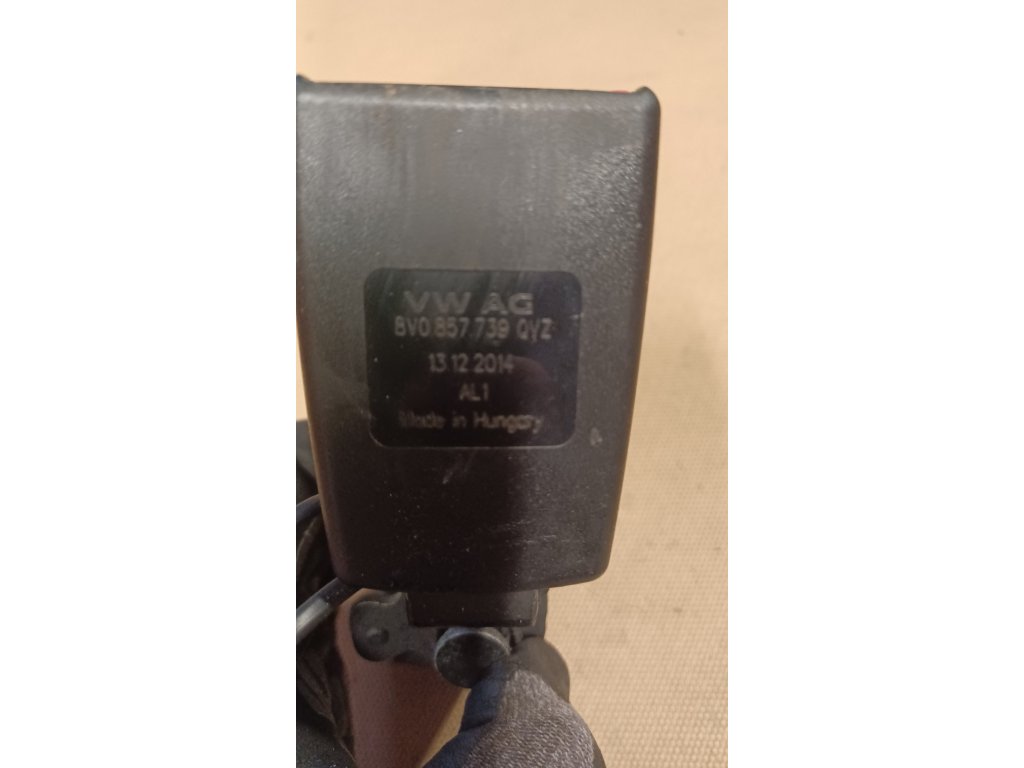 VW AG
8V0 857 739 QVZ
13.12.2014
AL1
Made in Hungary